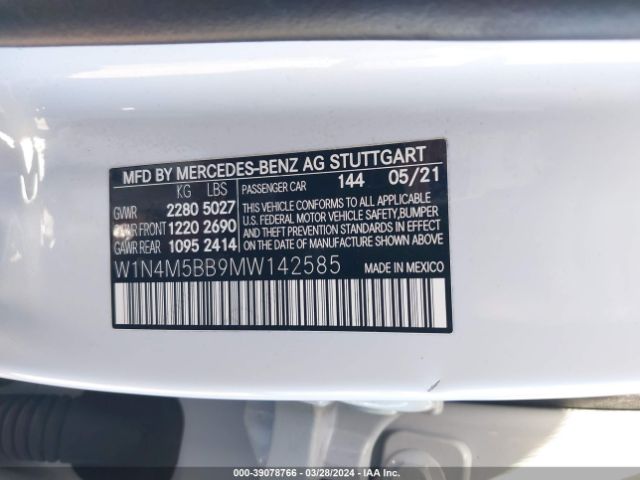 MFD BY MERCEDES-BENZ AG STUTTGART
KG LBS PASSENGER CAR 144 05/21
GVWR 2280 5027
GAWR FRONT 1220 2690
GAWR REAR 1095 2414
THIS VEHICLE CONFORMS TO ALL APPLICABLE
U.S. FEDERAL MOTOR VEHICLE SAFETY, BUMPER
AND THEFT PREVENTION STANDARDS IN EFFECT
ON THE DATE OF MANUFACTURE SHOWN ABOVE
W1N4M5BB9MW142585 MADE IN MEXICO
000-39078766 | 03/28/2024 | IAA Inc.